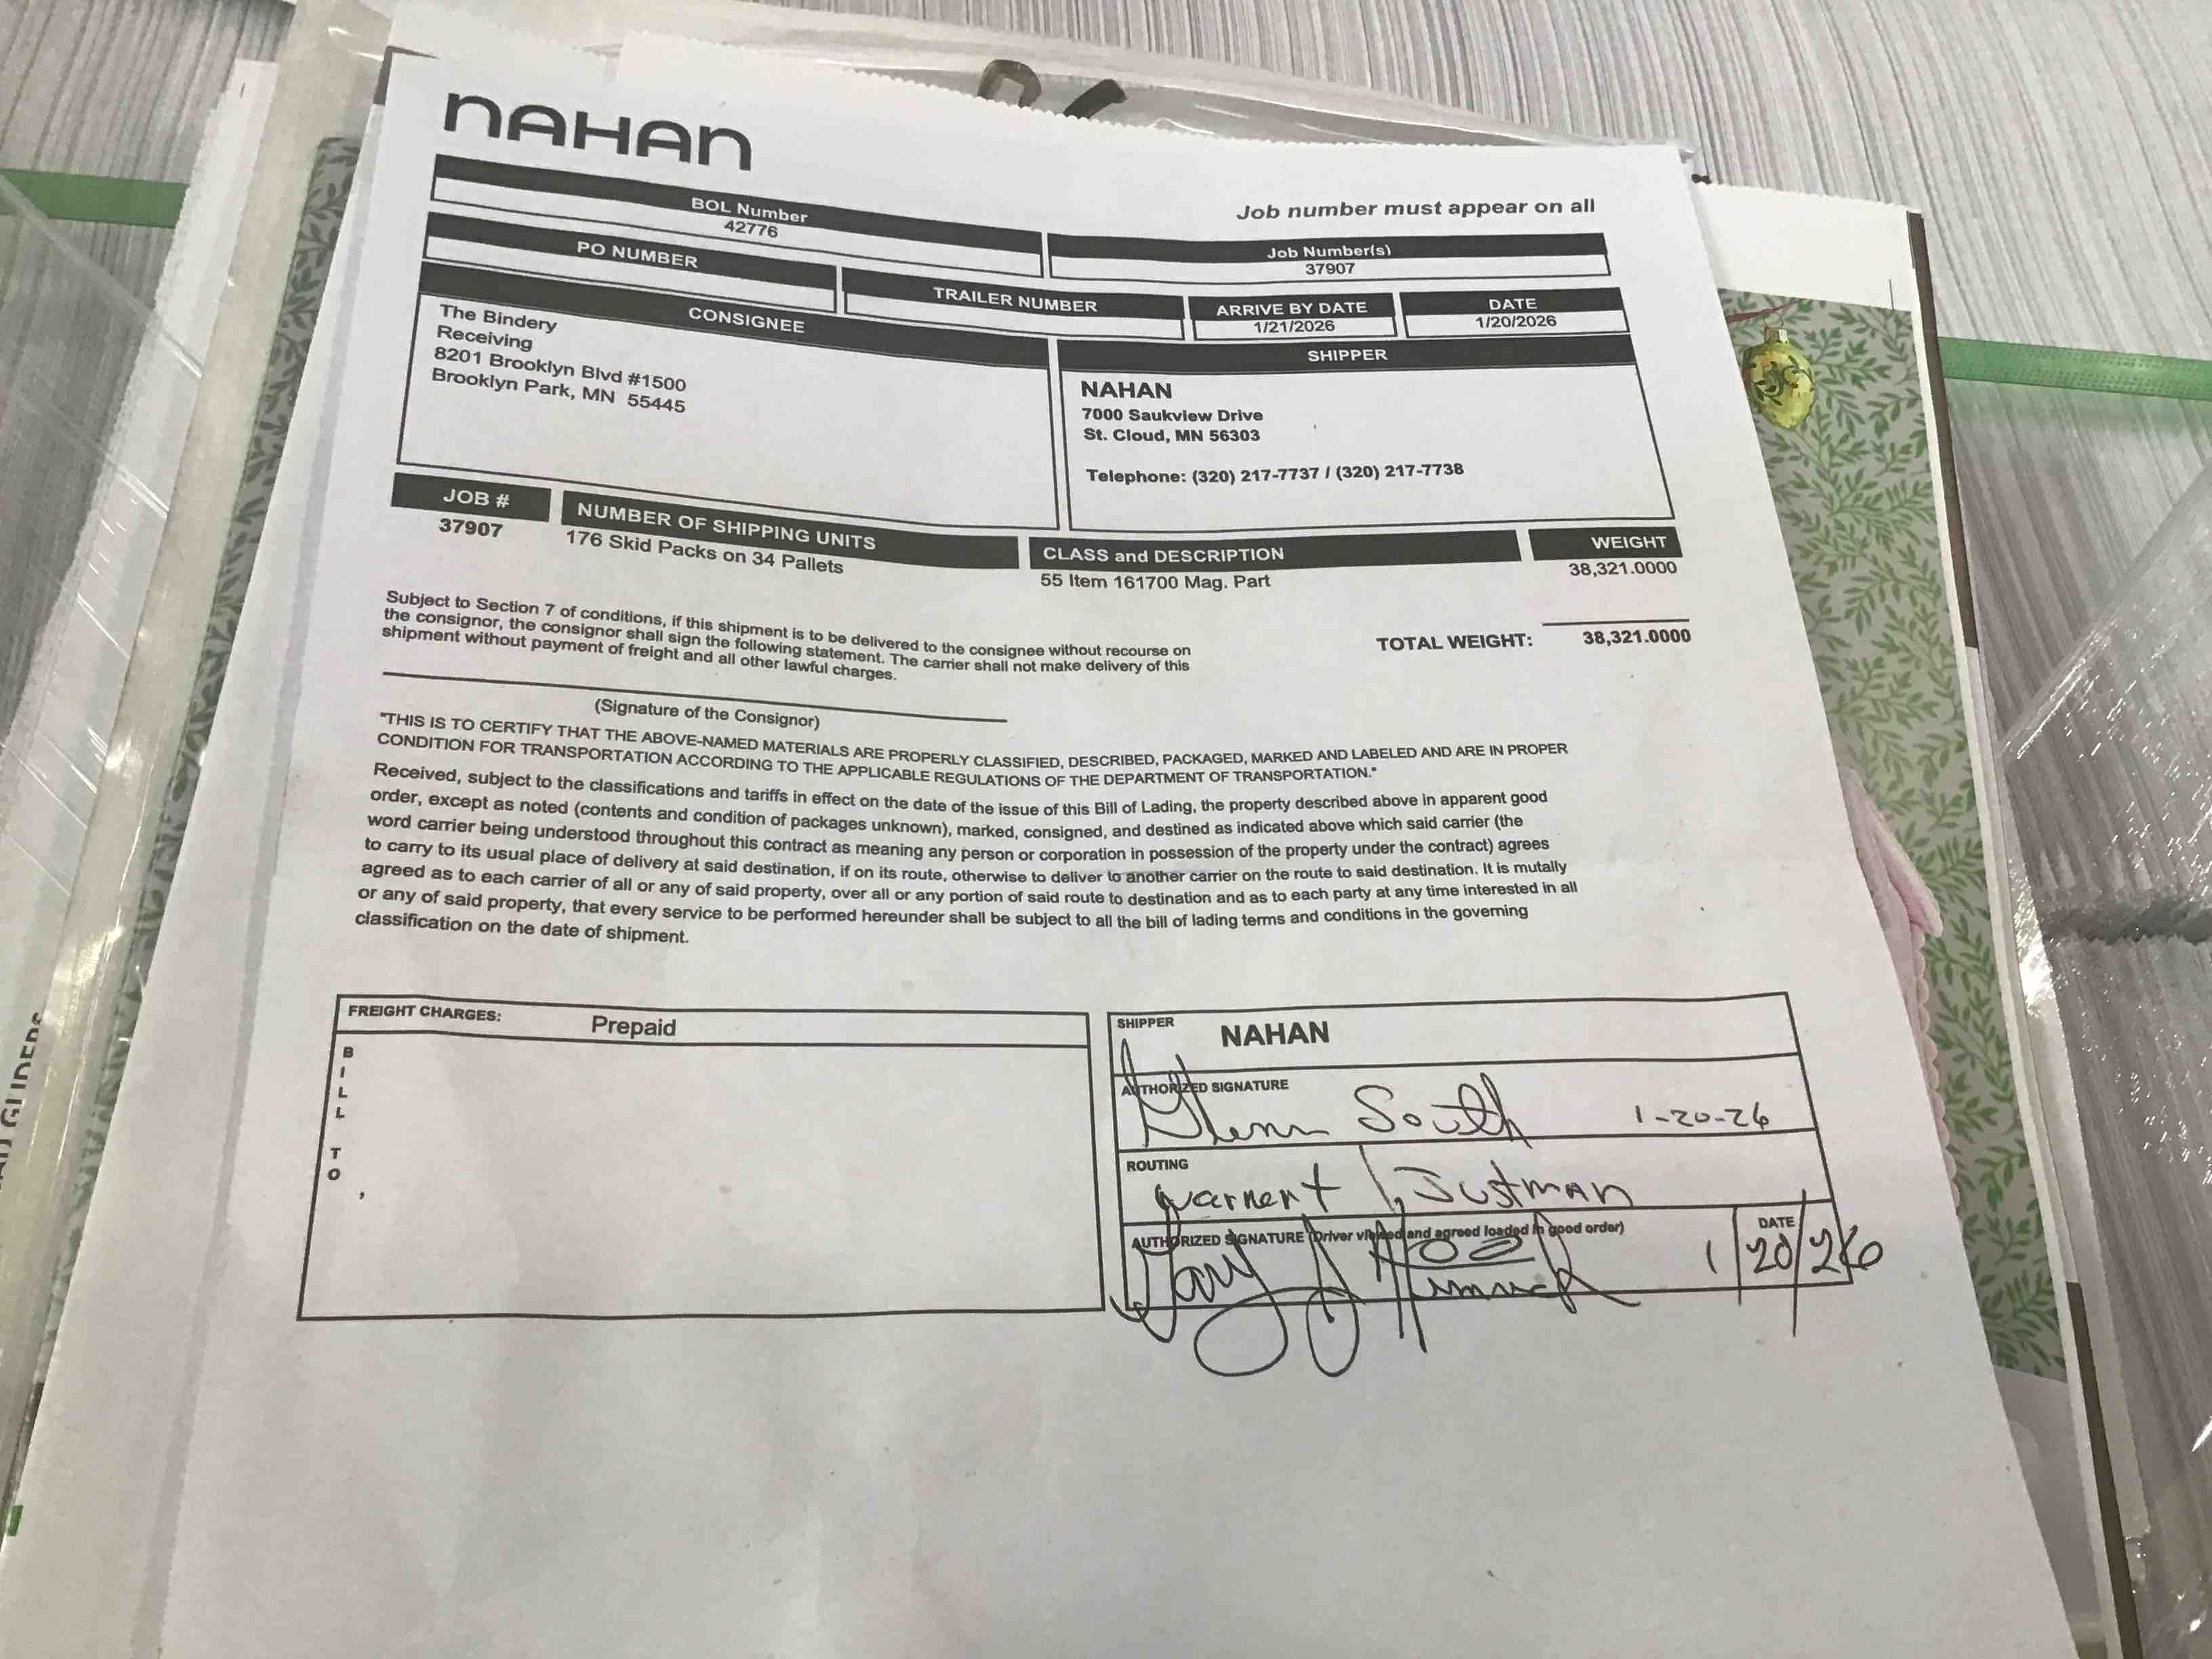 NAHAN
Job number must appear on all
BOL Number
42776
Job Number(s)
37907
PO NUMBER
TRAILER NUMBER
ARRIVE BY DATE
1/21/2026
DATE
1/20/2026
CONSIGNEE
The Bindery
Receiving
8201 Brooklyn Blvd #1500
Brooklyn Park, MN 55445
SHIPPER
NAHAN
7000 Saukview Drive
St. Cloud, MN 56303
Telephone: (320) 217-7737 / (320) 217-7738
JOB #
37907
NUMBER OF SHIPPING UNITS
176 Skid Packs on 34 Pallets
CLASS and DESCRIPTION
55 Item 161700 Mag. Part
WEIGHT
38,321.0000
TOTAL WEIGHT: 38,321.0000
Subject to Section 7 of conditions, if this shipment is to be delivered to the consignee without recourse on
the consignor, the consignor shall sign the following statement. The carrier shall not make delivery of this
shipment without payment of freight and all other lawful charges.
(Signature of the Consignor)
"THIS IS TO CERTIFY THAT THE ABOVE-NAMED MATERIALS ARE PROPERLY CLASSIFIED, DESCRIBED, PACKAGED, MARKED AND LABELED AND ARE IN PROPER
CONDITION FOR TRANSPORTATION ACCORDING TO THE APPLICABLE REGULATIONS OF THE DEPARTMENT OF TRANSPORTATION."
Received, subject to the classifications and tariffs in effect on the date of the issue of this Bill of Lading, the property described above in apparent good
order, except as noted (contents and condition of packages unknown), marked, consigned, and destined as indicated above which said carrier (the
word carrier being understood throughout this contract as meaning any person or corporation in possession of the property under the contract) agrees
to carry to its usual place of delivery at said destination, if on its route, otherwise to deliver to another carrier on the route to said destination. It is mutally
agreed as to each carrier of all or any of said property, over all or any portion of said route to destination and as to each party at any time interested in all
or any of said property, that every service to be performed hereunder shall be subject to all the bill of lading terms and conditions in the governing
classification on the date of shipment.
FREIGHT CHARGES: Prepaid
BILL TO
,
SHIPPER NAHAN
AUTHORIZED SIGNATURE
Glenn South 1-20-26
ROUTING
Justman
AUTHORIZED SIGNATURE (Driver viewed and agreed loaded in good order)
DATE
Gary J 1/20/26